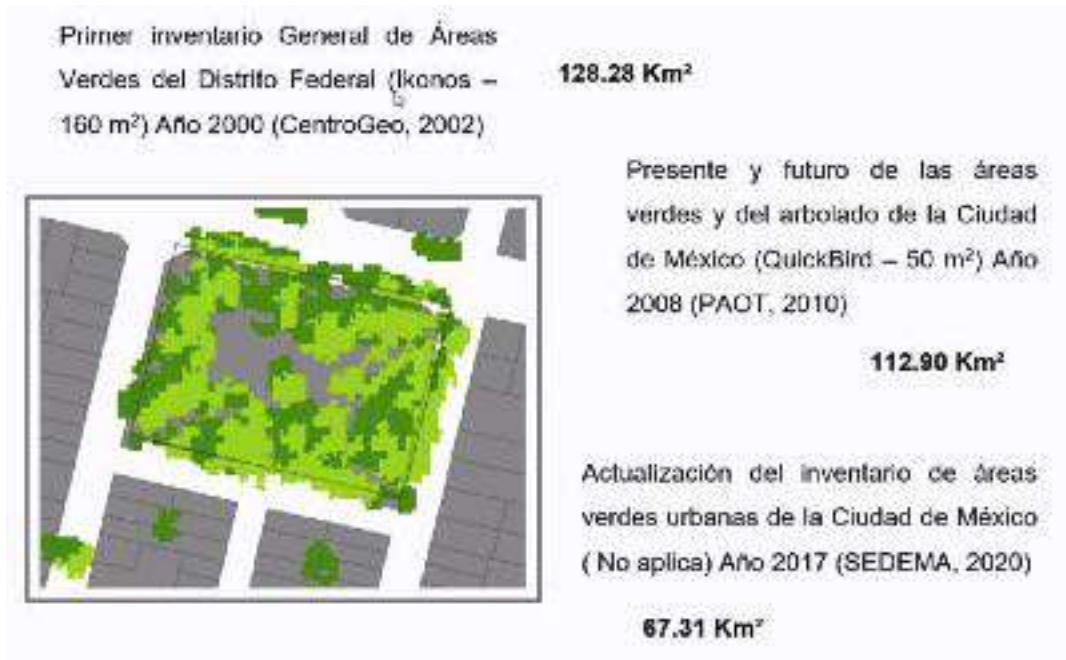 Primer inventario General de Áreas
Verdes del Distrito Federal (Ikonos –
160 m²) Año 2000 (CentroGeo, 2002)
128.28 Km²
Presente y futuro de las áreas
verdes y del arbolado de la Ciudad
de México (QuickBird – 50 m²) Año
2008 (PAOT, 2010)
112.90 Km²
Actualización del inventario de áreas
verdes urbanas de la Ciudad de México
( No aplica) Año 2017 (SEDEMA, 2020)
67.31 Km²